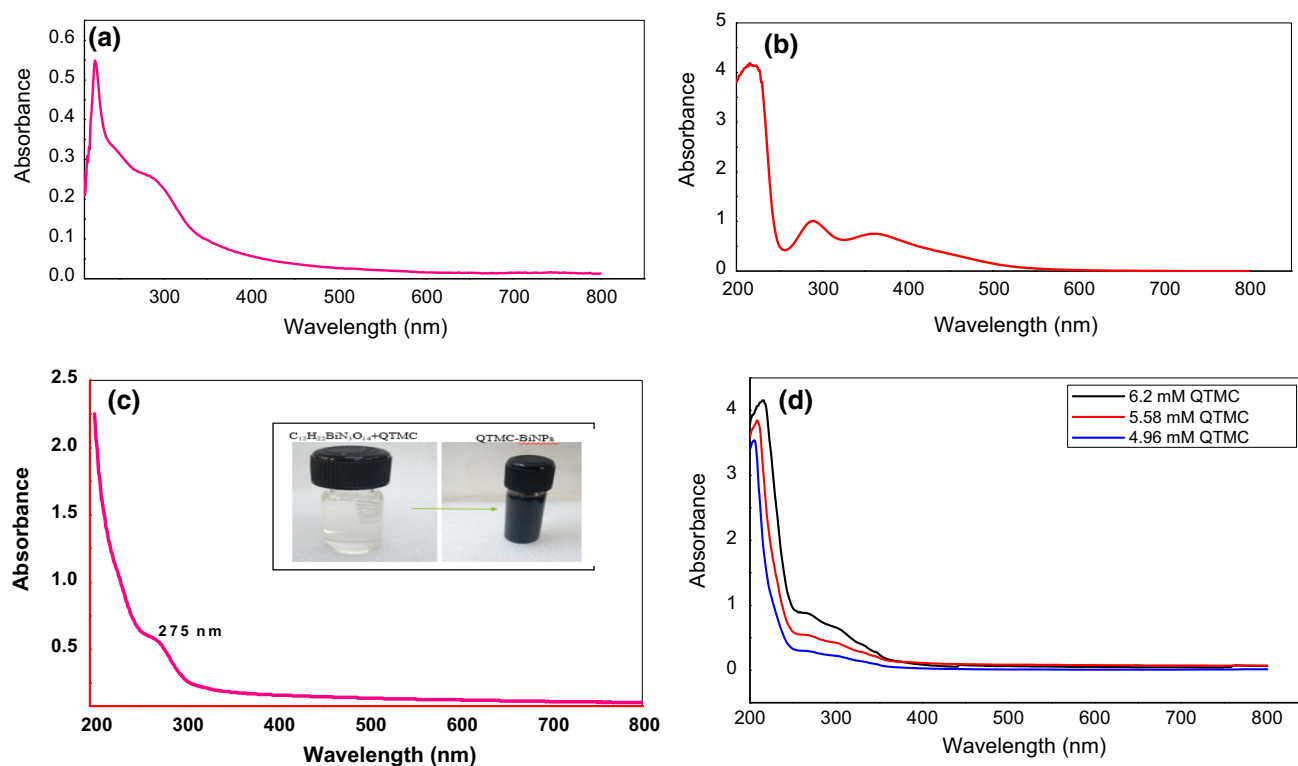 (a)
0.6
0.5
0.4
0.3
0.2
0.1
0.0
Absorbance
300 400 500 600 700 800
Wavelength (nm)
(b)
5
4
3
2
1
0
Absorbance
200 300 400 500 600 700 800
Wavelength (nm)
(c)
2.5
2.0
1.5
1.0
0.5
Absorbance
C₁₂H₂₂BiN₃O₁₄+QTMC
QTMC-BiNPs
275 nm
200 300 400 500 600 700 800
Wavelength (nm)
(d)
6.2 mM QTMC
5.58 mM QTMC
4.96 mM QTMC
4
3
2
1
0
Absorbance
200 300 400 500 600 700 800
Wavelength (nm)